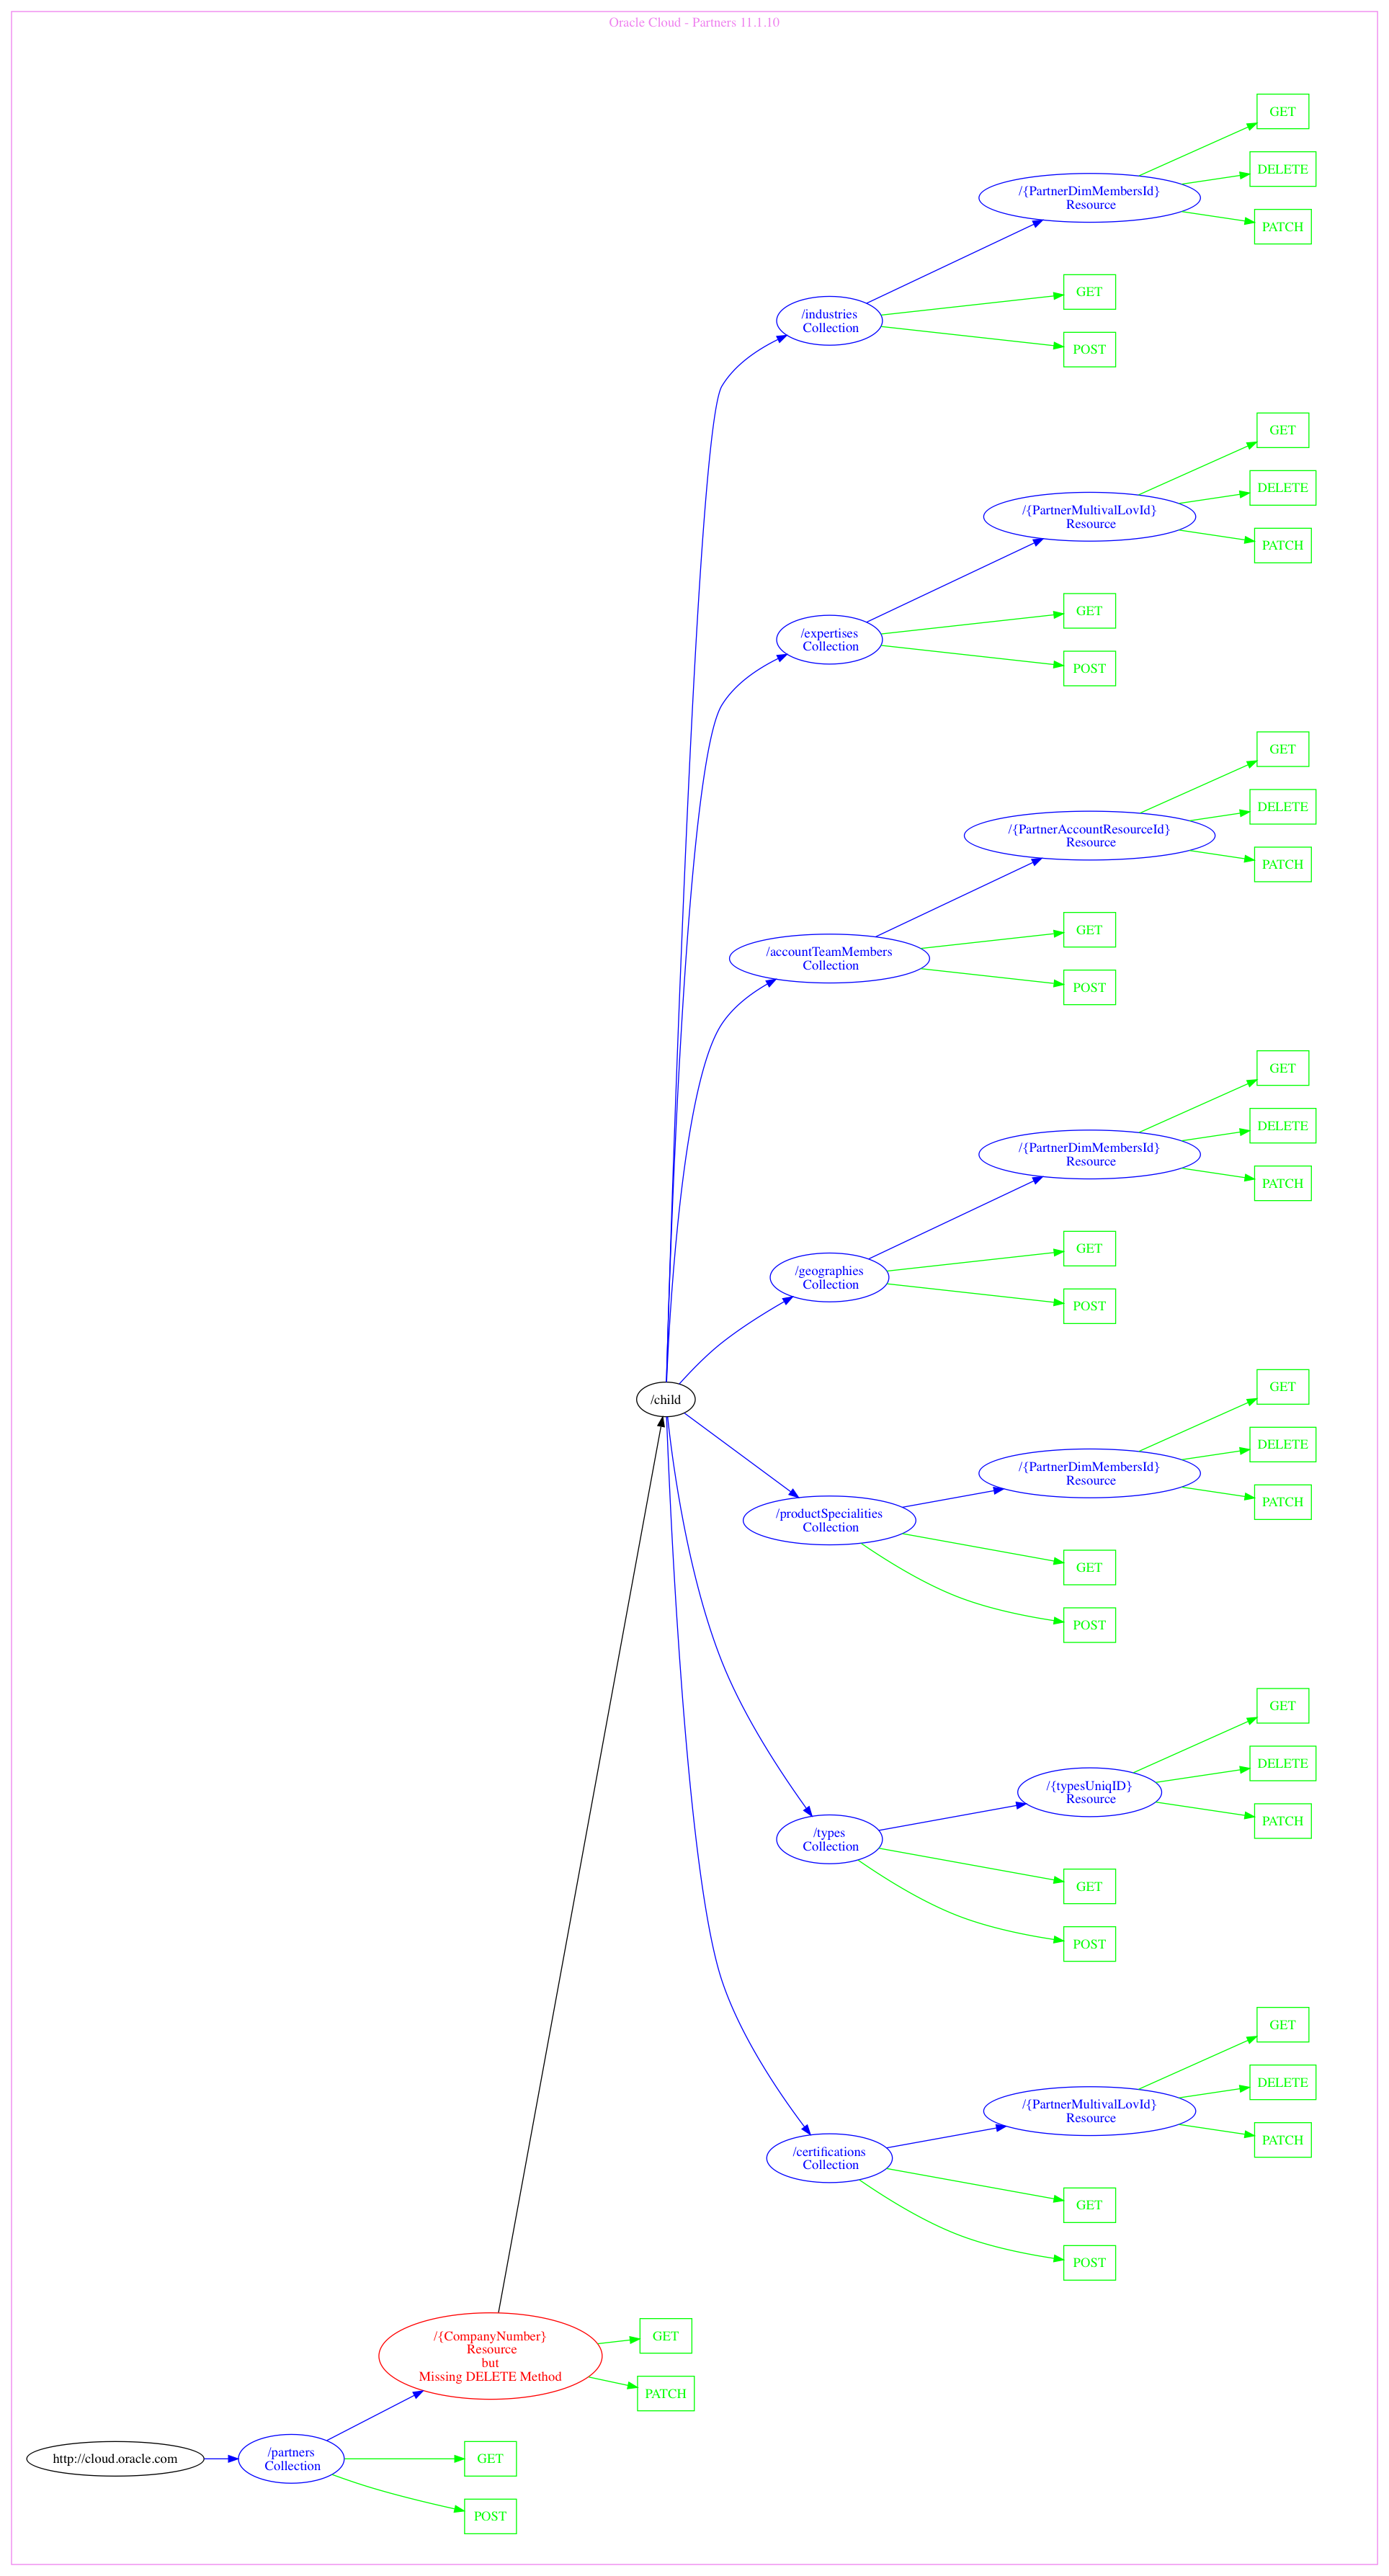 Oracle Cloud - Partners 11.1.10
GET
DELETE
/{PartnerDimMembersId}
Resource
PATCH
GET
/industries
Collection
POST
GET
DELETE
/{PartnerMultivalLovId}
Resource
PATCH
GET
/expertises
Collection
POST
GET
DELETE
/{PartnerAccountResourceId}
Resource
PATCH
GET
/accountTeamMembers
Collection
POST
GET
DELETE
/{PartnerDimMembersId}
Resource
PATCH
GET
/geographies
Collection
POST
GET
/child
DELETE
/{PartnerDimMembersId}
Resource
PATCH
/productSpecialities
Collection
GET
POST
GET
DELETE
/{typesUniqID}
Resource
PATCH
/types
Collection
GET
POST
GET
DELETE
/{PartnerMultivalLovId}
Resource
PATCH
/certifications
Collection
GET
POST
/{CompanyNumber}
Resource
but
Missing DELETE Method
GET
PATCH
http://cloud.oracle.com
/partners
Collection
GET
POST